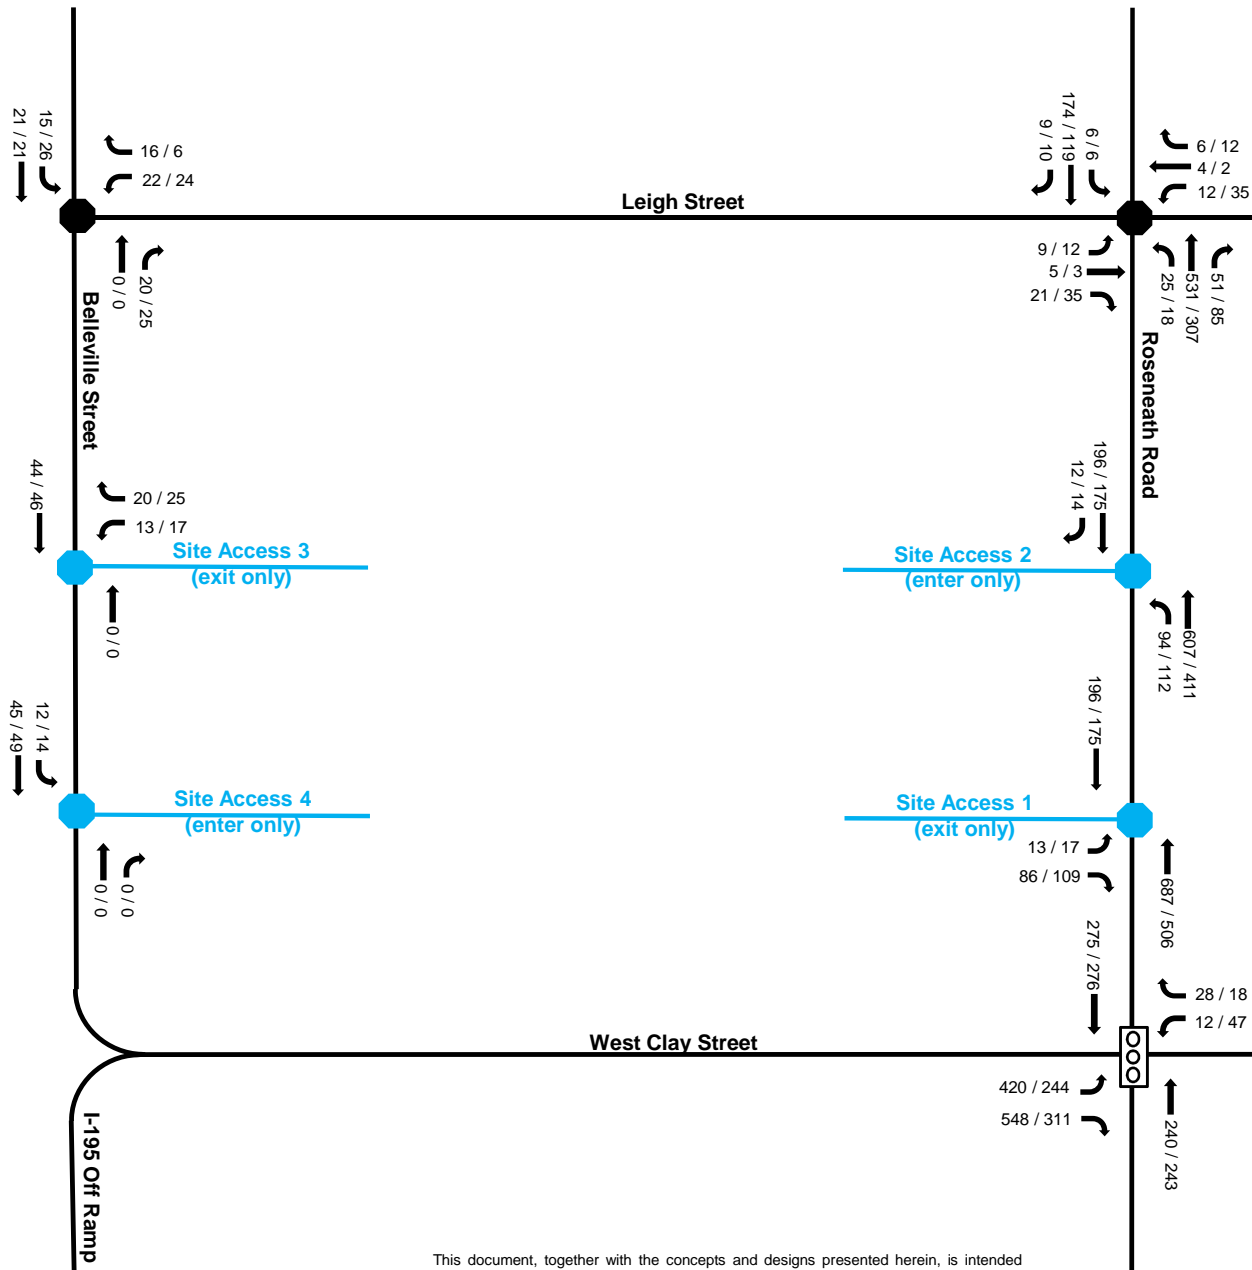 21 / 21
15 / 26
16 / 6
22 / 24
0 / 0
20 / 25
Leigh Street
9 / 10
174 / 119
6 / 6
6 / 12
4 / 2
12 / 35
9 / 12
5 / 3
21 / 35
25 / 18
531 / 307
51 / 85
Belleville Street
Roseneath Road
44 / 46
20 / 25
13 / 17
Site Access 3
(exit only)
0 / 0
12 / 14
196 / 175
Site Access 2
(enter only)
94 / 112
607 / 411
45 / 49
12 / 14
Site Access 4
(enter only)
0 / 0
0 / 0
196 / 175
Site Access 1
(exit only)
13 / 17
86 / 109
687 / 506
275 / 276
28 / 18
12 / 47
West Clay Street
420 / 244
548 / 311
240 / 243
I-195 Off Ramp
This document, together with the concepts and designs presented herein, is intended